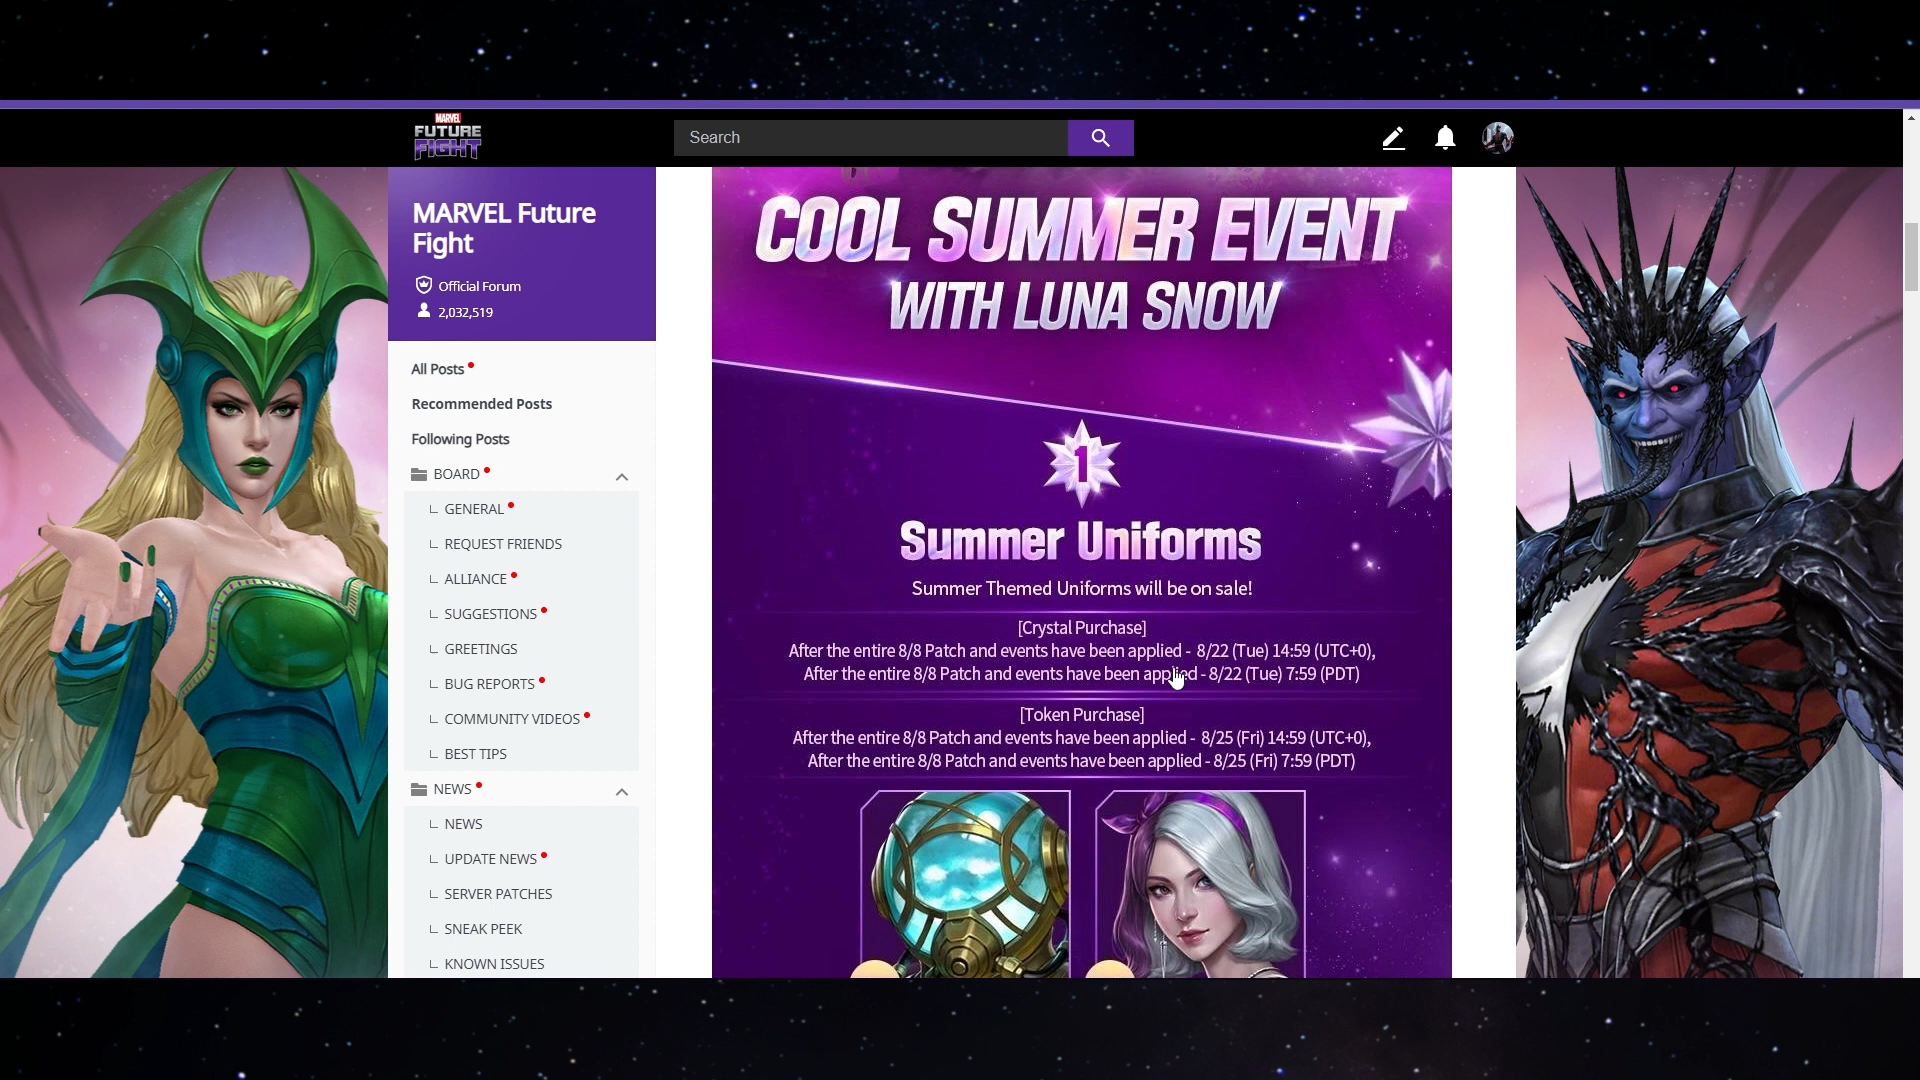 MARVEL
FUTURE
FIGHT
Search
MARVEL Future
Fight
Official Forum
2,032,519
All Posts
Recommended Posts
Following Posts
BOARD
GENERAL
REQUEST FRIENDS
ALLIANCE
SUGGESTIONS
GREETINGS
BUG REPORTS
COMMUNITY VIDEOS
BEST TIPS
NEWS
NEWS
UPDATE NEWS
SERVER PATCHES
SNEAK PEEK
KNOWN ISSUES
COOL SUMMER EVENT
WITH LUNA SNOW
1
Summer Uniforms
Summer Themed Uniforms will be on sale!
[Crystal Purchase]
After the entire 8/8 Patch and events have been applied - 8/22 (Tue) 14:59 (UTC+0),
After the entire 8/8 Patch and events have been applied - 8/22 (Tue) 7:59 (PDT)
[Token Purchase]
After the entire 8/8 Patch and events have been applied - 8/25 (Fri) 14:59 (UTC+0),
After the entire 8/8 Patch and events have been applied - 8/25 (Fri) 7:59 (PDT)